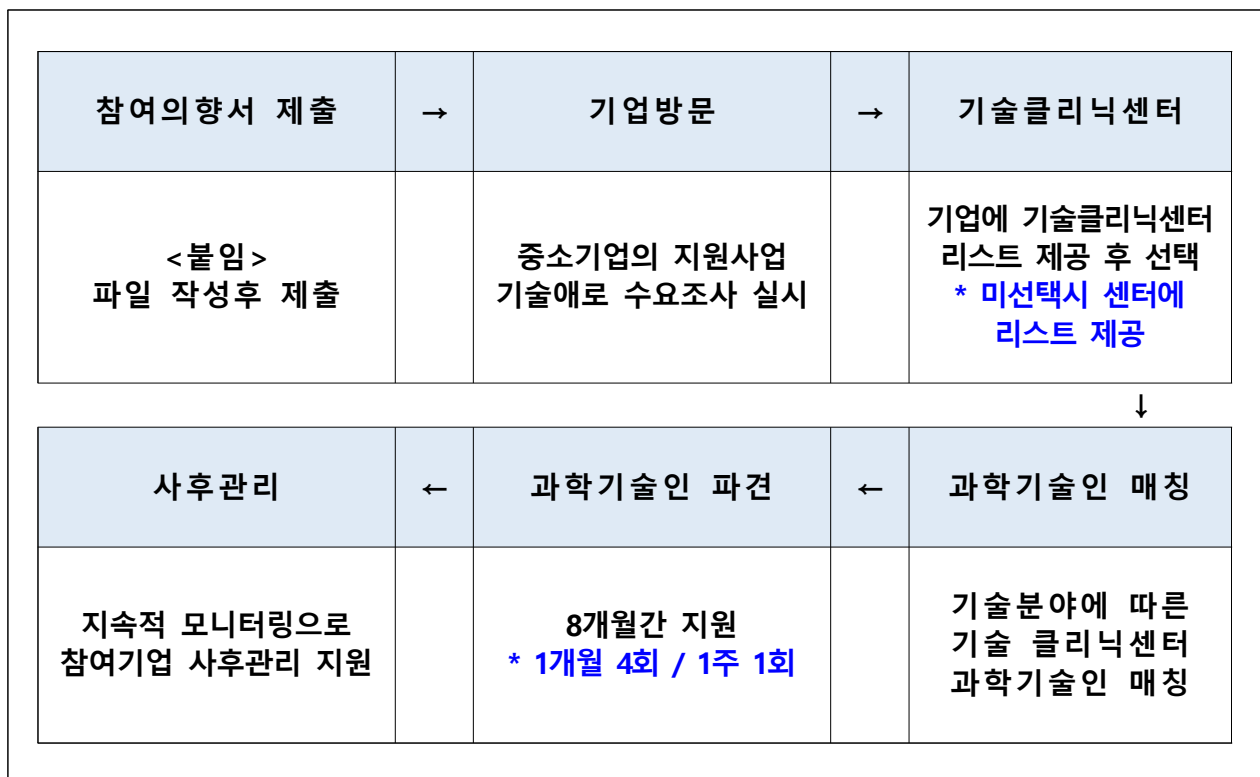 참여의향서 제출 → 기업방문 → 기술클리닉센터
<붙임>
파일 작성후 제출
중소기업의 지원사업
기술애로 수요조사 실시
기업에 기술클리닉센터
리스트 제공 후 선택
* 미선택시 센터에
리스트 제공
↓
사후관리 ← 과학기술인 파견 ← 과학기술인 매칭
지속적 모니터링으로
참여기업 사후관리 지원
8개월간 지원
* 1개월 4회 / 1주 1회
기술분야에 따른
기술 클리닉센터
과학기술인 매칭